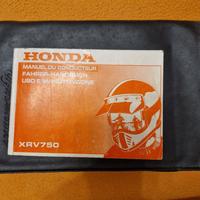 HONDA
MANUEL DU CONDUCTEUR
FAHRER-HANDBUCH
USO E MANUTENZIONE
XRV750